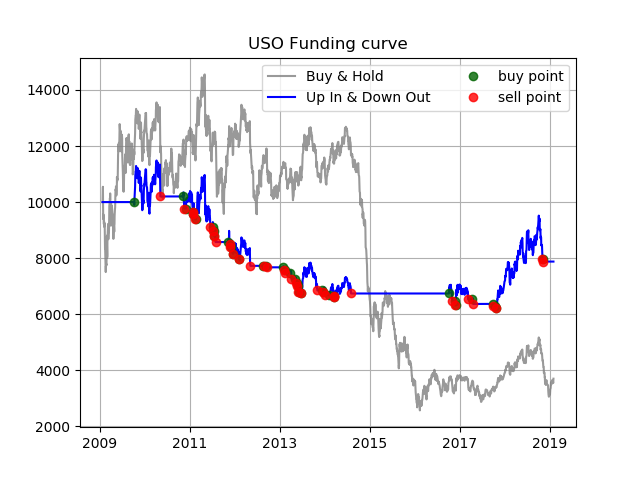 USO Funding curve
Buy & Hold
Up In & Down Out
buy point
sell point
14000
12000
10000
8000
6000
4000
2000
2009 2011 2013 2015 2017 2019